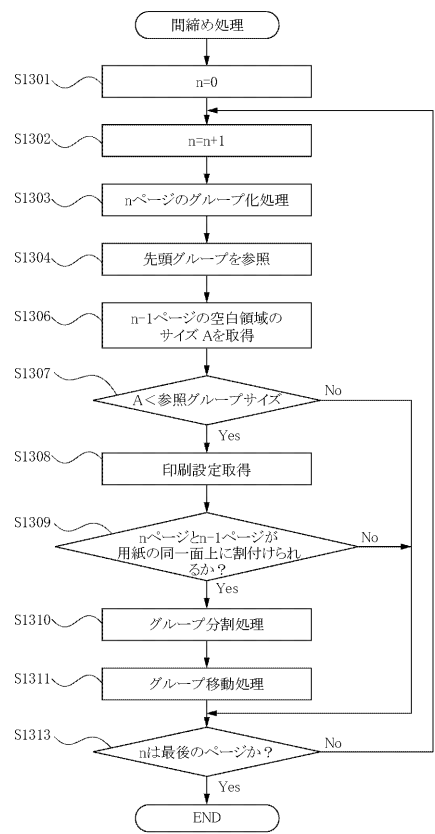 間締め処理
S1301
n=0
S1302
n=n+1
S1303
nページのグループ化処理
S1304
先頭グループを参照
S1306
n-1ページの空白領域の
サイズ Aを取得
S1307
A＜参照グループサイズ
No
Yes
S1308
印刷設定取得
S1309
nページとn-1ページが
用紙の同一面上に割付けられ
るか？
No
Yes
S1310
グループ分割処理
S1311
グループ移動処理
S1313
nは最後のページか？
No
Yes
END